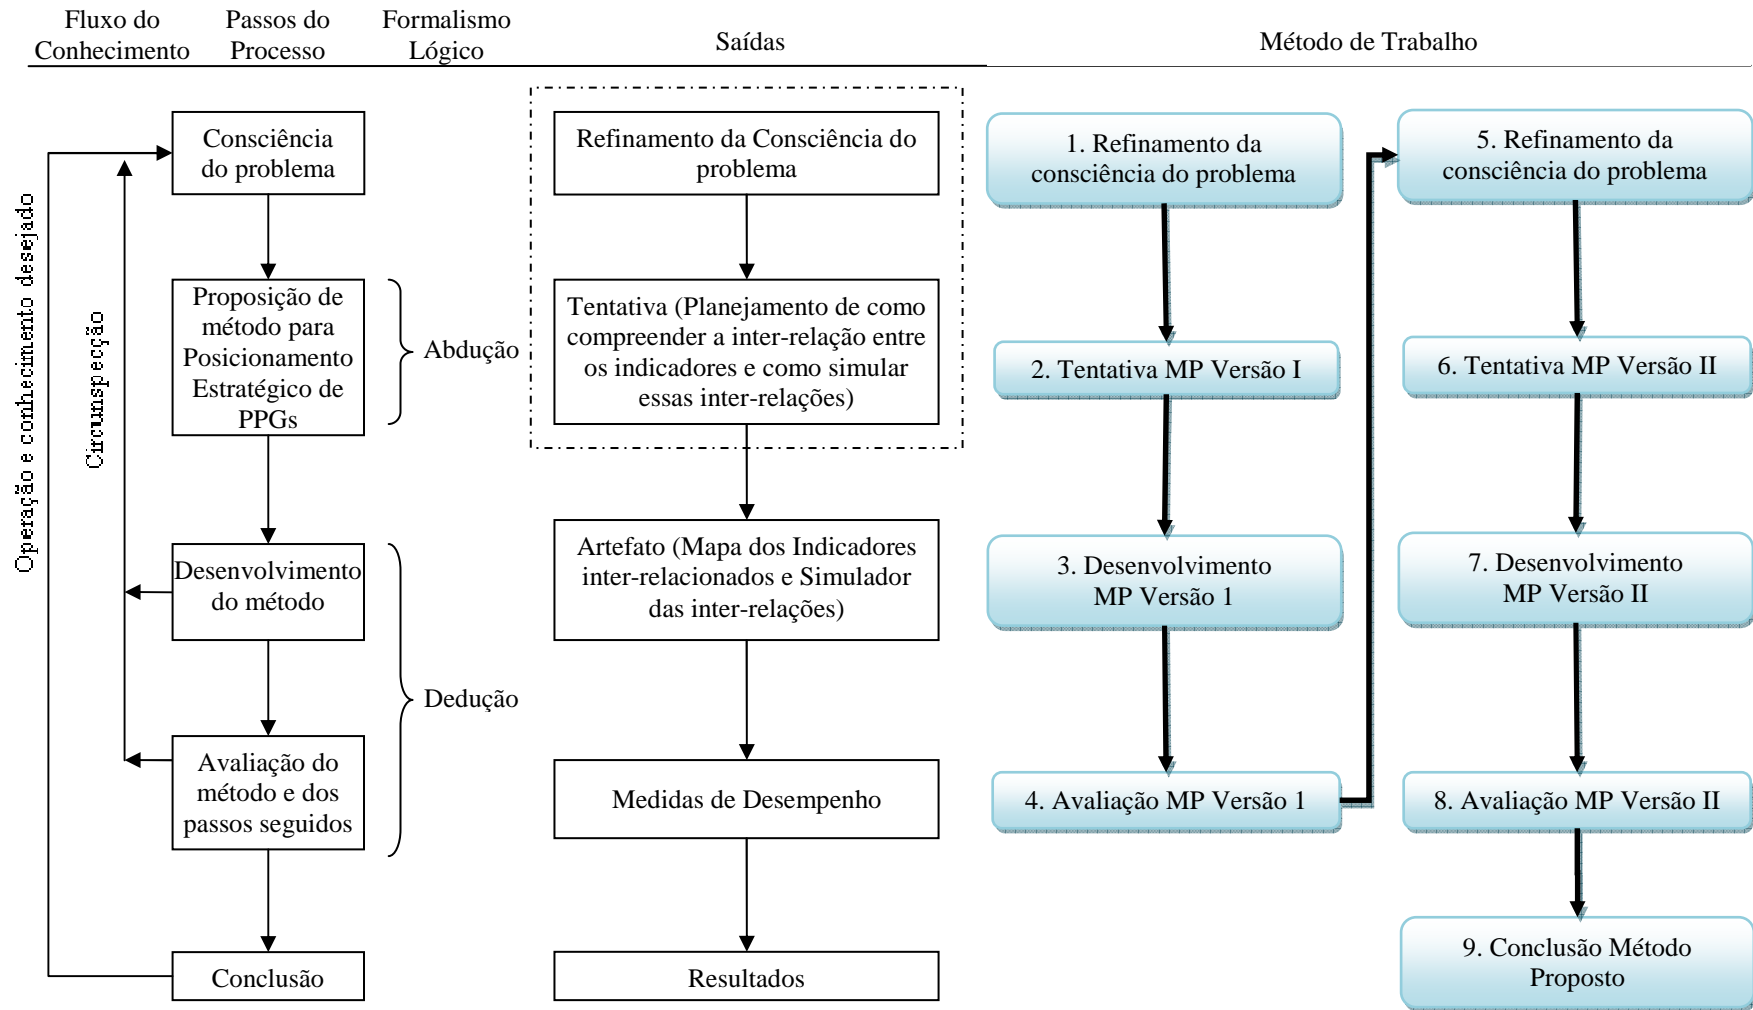 Fluxo do
Conhecimento
Passos do
Processo
Formalismo
Lógico
Saídas
Método de Trabalho
Operação e conhecimento desejado
Circunspecção
Consciência
do problema
Proposição de
método para
Posicionamento
Estratégico de
PPGs
Desenvolvimento
do método
Avaliação do
método e dos
passos seguidos
Conclusão
Abdução
Dedução
Refinamento da Consciência do
problema
Tentativa (Planejamento de como
compreender a inter-relação entre
os indicadores e como simular
essas inter-relações)
Artefato (Mapa dos Indicadores
inter-relacionados e Simulador
das inter-relações)
Medidas de Desempenho
Resultados
1. Refinamento da
consciência do problema
2. Tentativa MP Versão I
3. Desenvolvimento
MP Versão 1
4. Avaliação MP Versão 1
5. Refinamento da
consciência do problema
6. Tentativa MP Versão II
7. Desenvolvimento
MP Versão II
8. Avaliação MP Versão II
9. Conclusão Método
Proposto